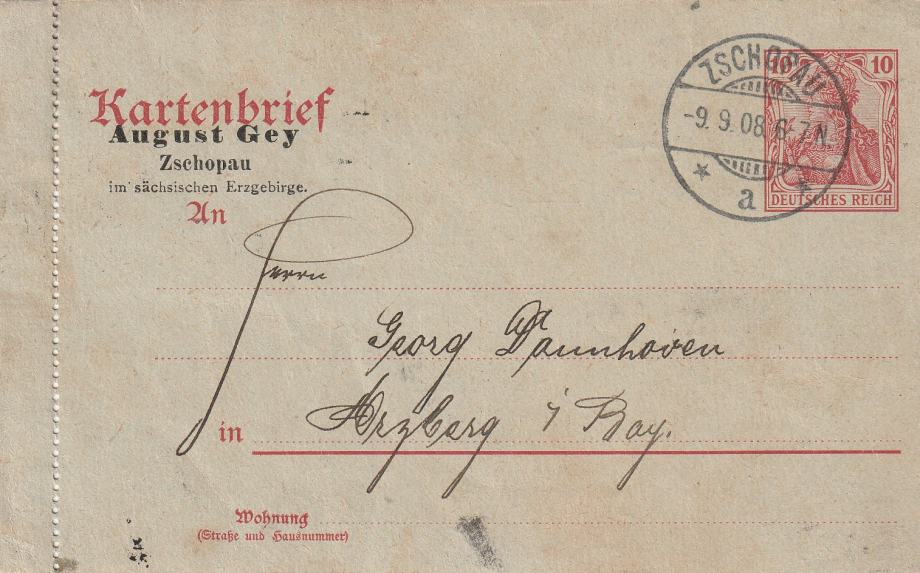 Kartenbrief
August Gey
Zschopau
im sächsischen Erzgebirge.
ZSCHOPAU
-9.9.08.6-7N.
a
10 10
DEUTSCHES REICH
An
Herrn
Georg Dannhoven
in Arzberg i Bay.
Wohnung
(Straße und Hausnummer)